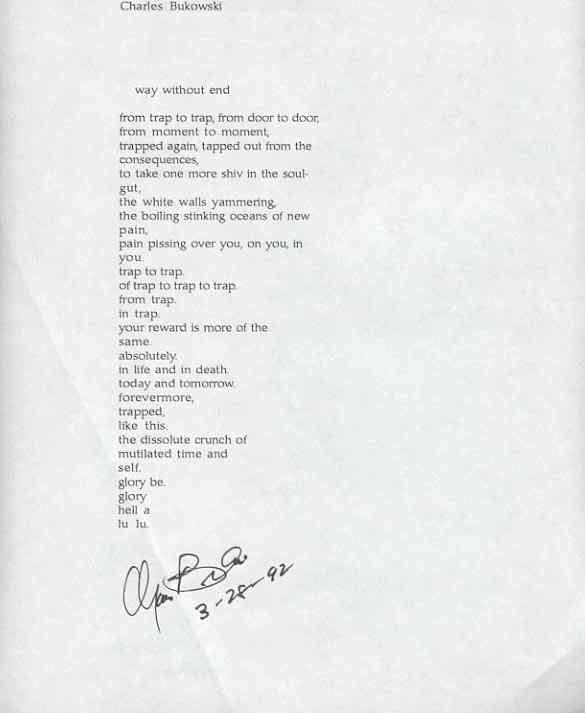 Charles Bukowski
way without end
from trap to trap, from door to door,
from moment to moment,
trapped again, tapped out from the
consequences,
to take one more shiv in the soul-
gut,
the white walls yammering,
the boiling stinking oceans of new
pain,
pain pissing over you, on you, in
you.
trap to trap.
of trap to trap to trap.
from trap.
in trap.
your reward is more of the
same.
absolutely.
in life and in death.
today and tomorrow.
forevermore,
trapped,
like this.
the dissolute crunch of
mutilated time and
self.
glory be.
glory
hell a
lu lu.
3-28-92